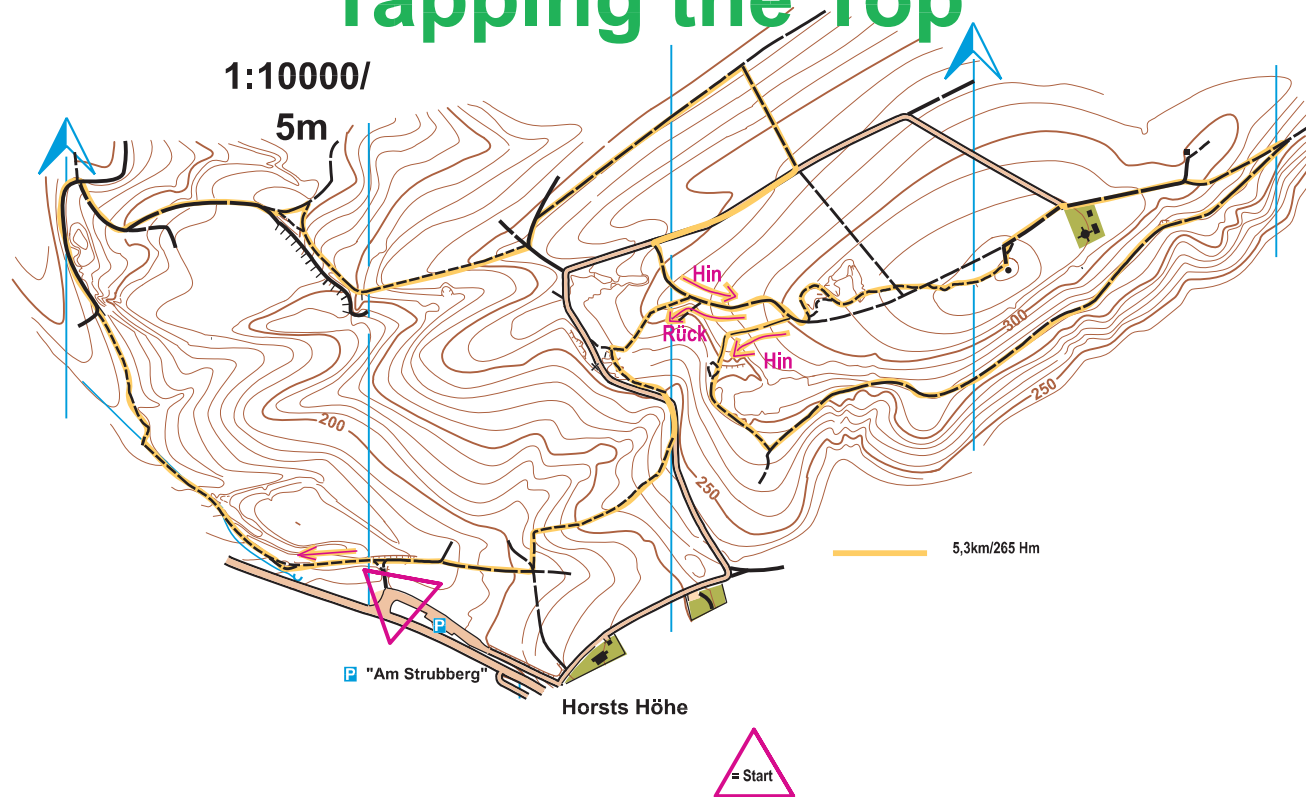 Tapping the Top
1:10000/
5m
Hin
Rück
Hin
300
250
200
250
5,3km/265 Hm
P
P "Am Strubberg"
Horsts Höhe
= Start